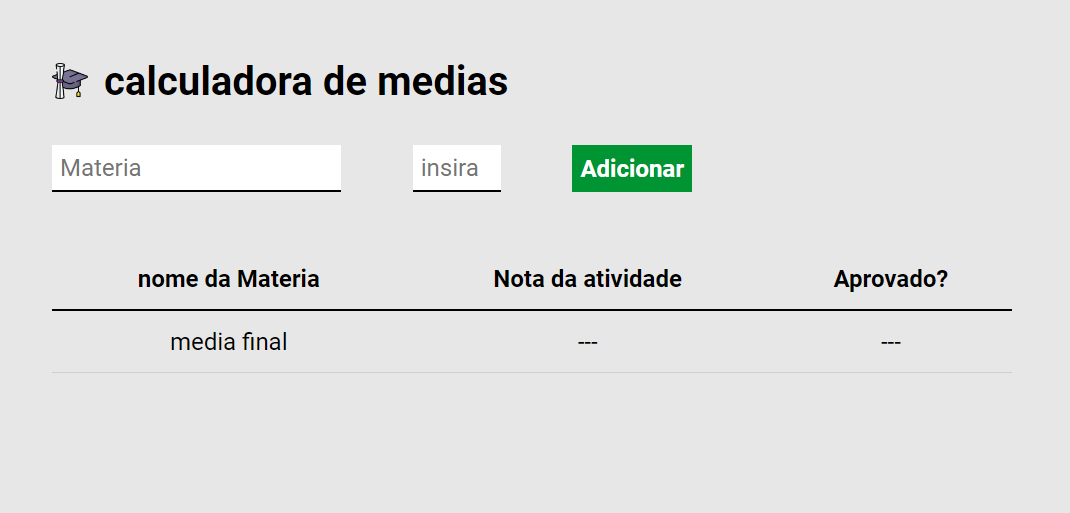 calculadora de medias
Materia insira Adicionar
nome da Materia Nota da atividade Aprovado?
media final --- ---